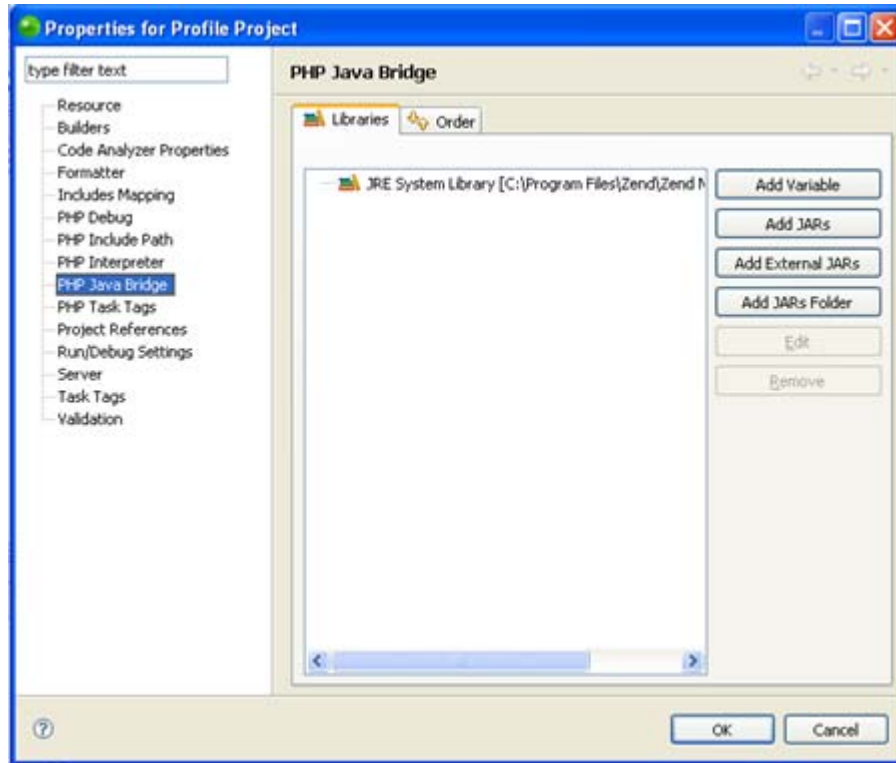 Properties for Profile Project
type filter text
Resource
Builders
Code Analyzer Properties
Formatter
Includes Mapping
PHP Debug
PHP Include Path
PHP Interpreter
PHP Java Bridge
PHP Task Tags
Project References
Run/Debug Settings
Server
Task Tags
Validation
PHP Java Bridge
Libraries
Order
JRE System Library [C:\Program Files\Zend\Zend N
Add Variable
Add JARs
Add External JARs
Add JARs Folder
Edit
Remove
OK
Cancel